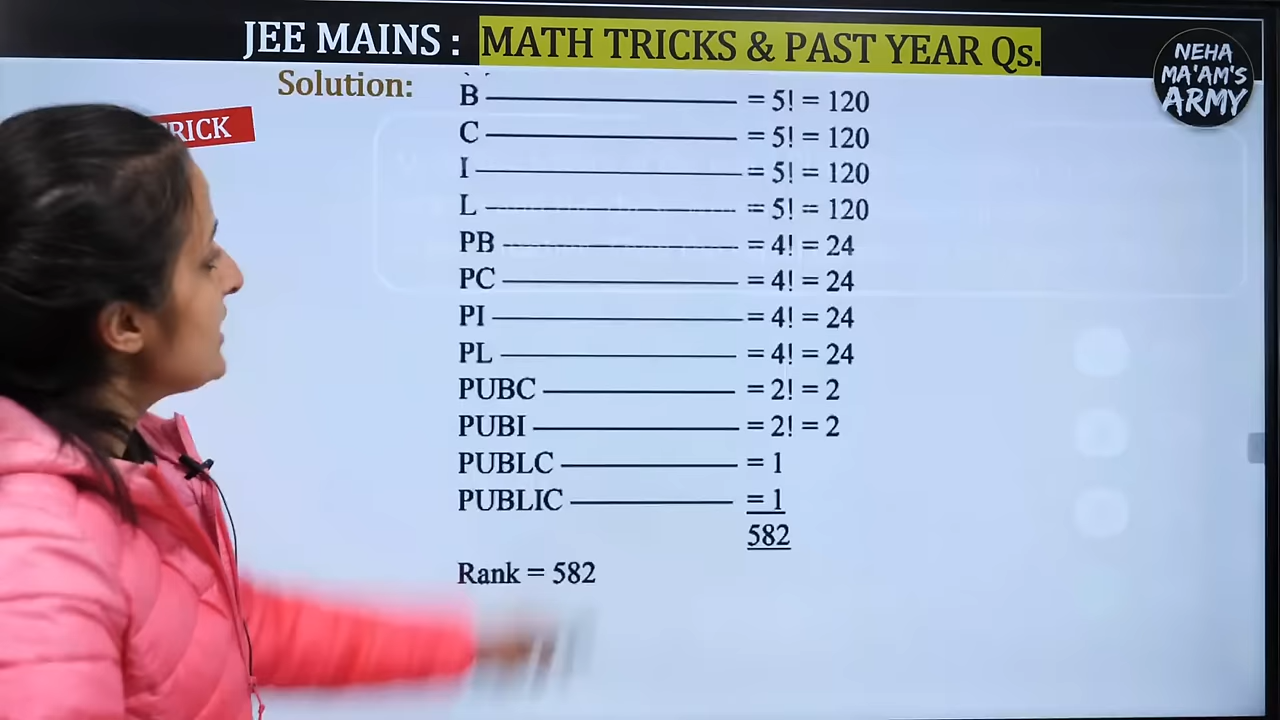 JEE MAINS : MATH TRICKS & PAST YEAR Qs.
NEHA
MA'AM'S
ARMY
Solution:
B = 5! = 120
C = 5! = 120
I = 5! = 120
L = 5! = 120
PB = 4! = 24
PC = 4! = 24
PI = 4! = 24
PL = 4! = 24
PUBC = 2! = 2
PUBI = 2! = 2
PUBLC = 1
PUBLIC = 1
582
Rank = 582